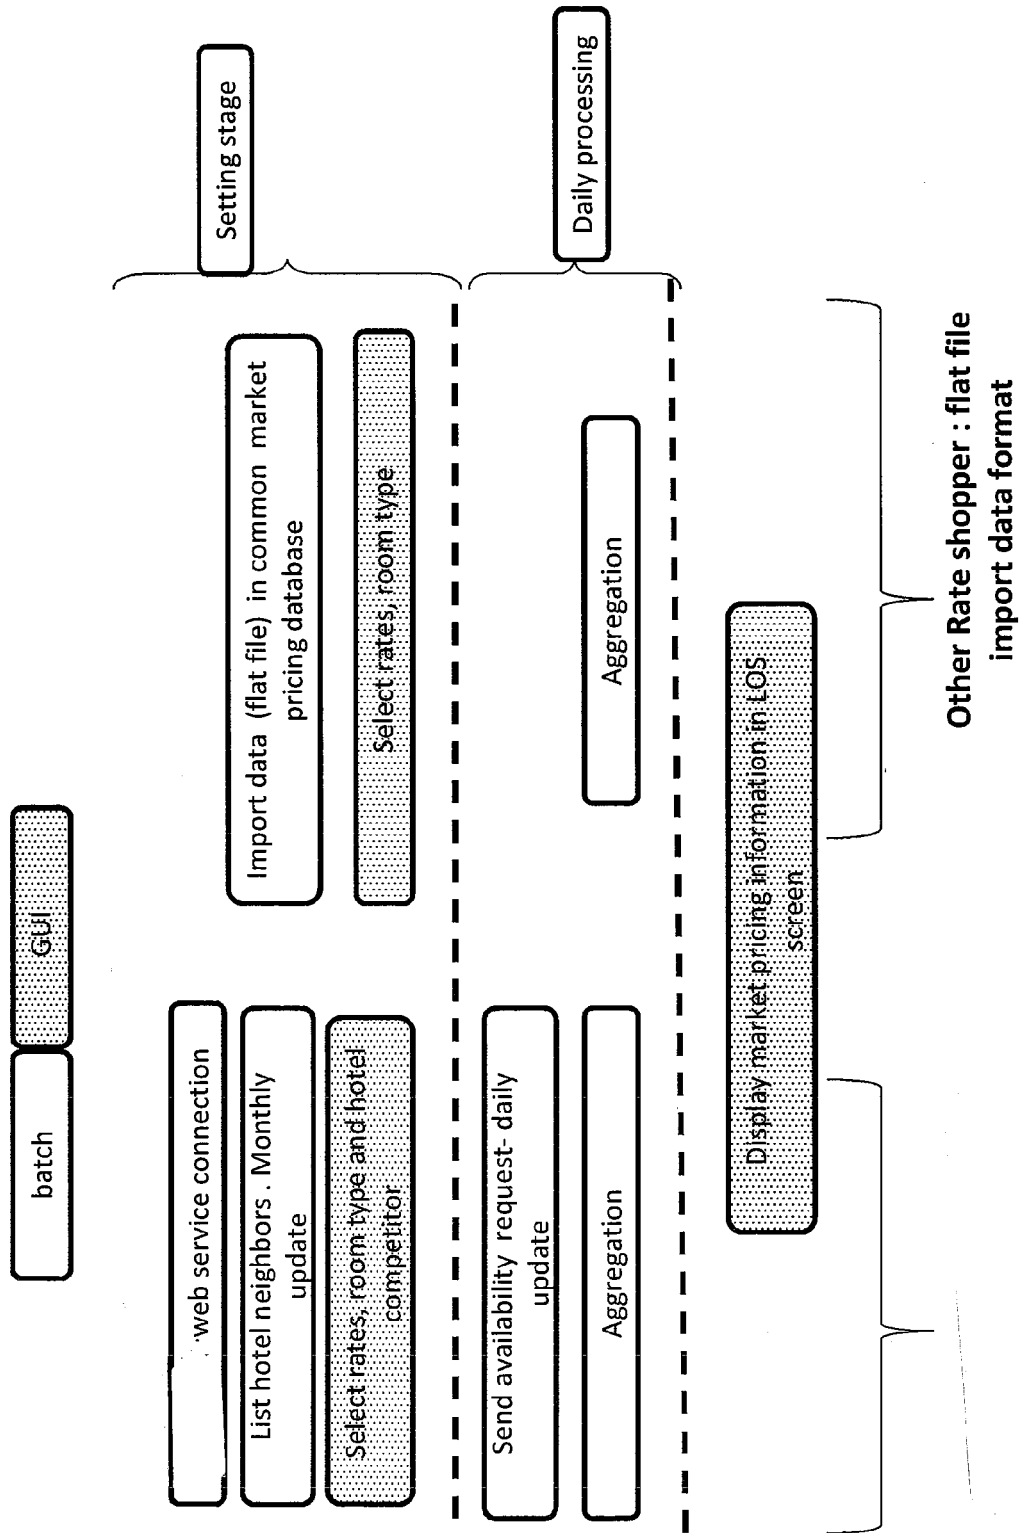 batch
GUI
web service connection
List hotel neighbors . Monthly
update
Select rates, room type and hotel
competitor
Import data (flat file) in common market
pricing database
Select rates, room type
Setting stage
Send availability request- daily
update
Aggregation
Aggregation
Daily processing
Display market pricing information in LOS
screen
Other Rate shopper : flat file
import data format